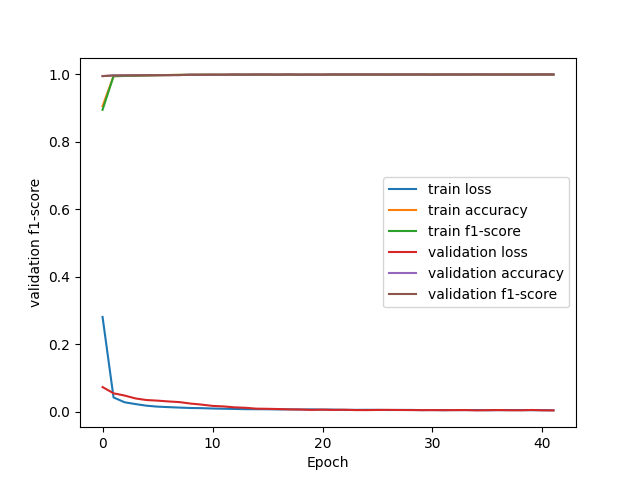 1.0
0.8
0.6
0.4
0.2
0.0
validation f1-score
train loss
train accuracy
train f1-score
validation loss
validation accuracy
validation f1-score
0 10 20 30 40
Epoch